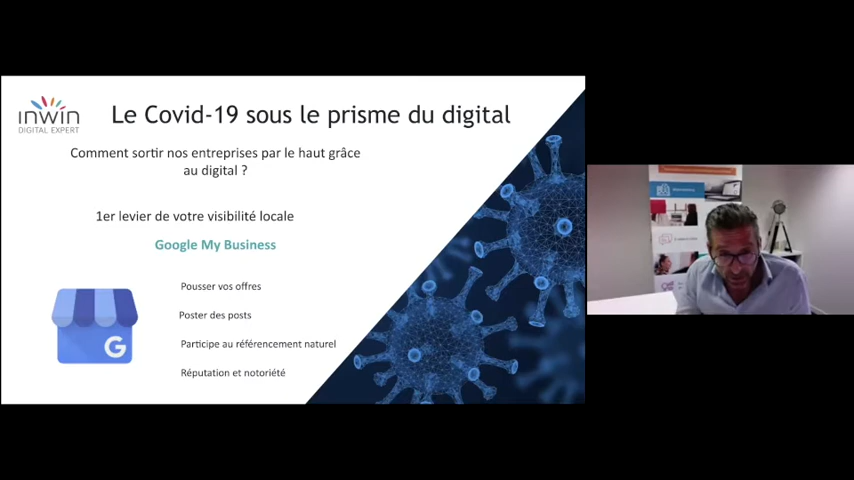 inwin
DIGITAL EXPERT
Le Covid-19 sous le prisme du digital
Comment sortir nos entreprises par le haut grâce
au digital ?
1er levier de votre visibilité locale
Google My Business
Pousser vos offres
Poster des posts
Participe au référencement naturel
Réputation et notoriété
G